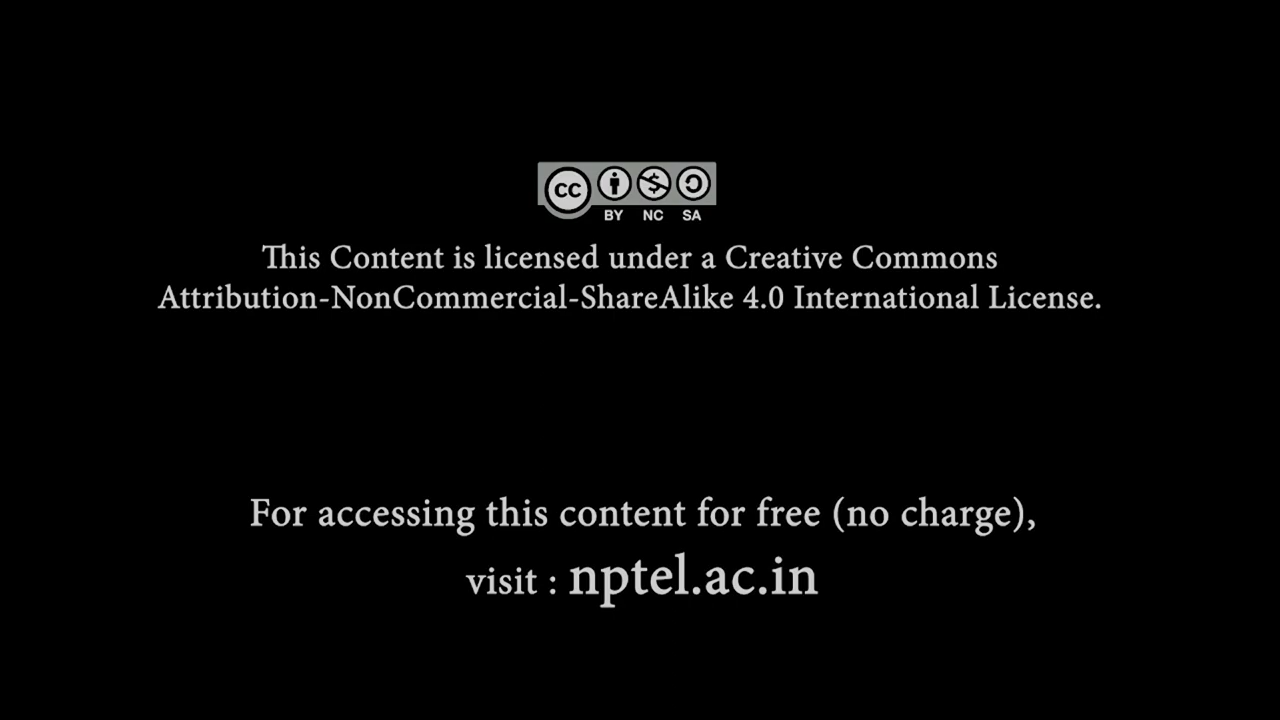 CC
BY NC SA
This Content is licensed under a Creative Commons
Attribution-NonCommercial-ShareAlike 4.0 International License.
For accessing this content for free (no charge),
visit : nptel.ac.in